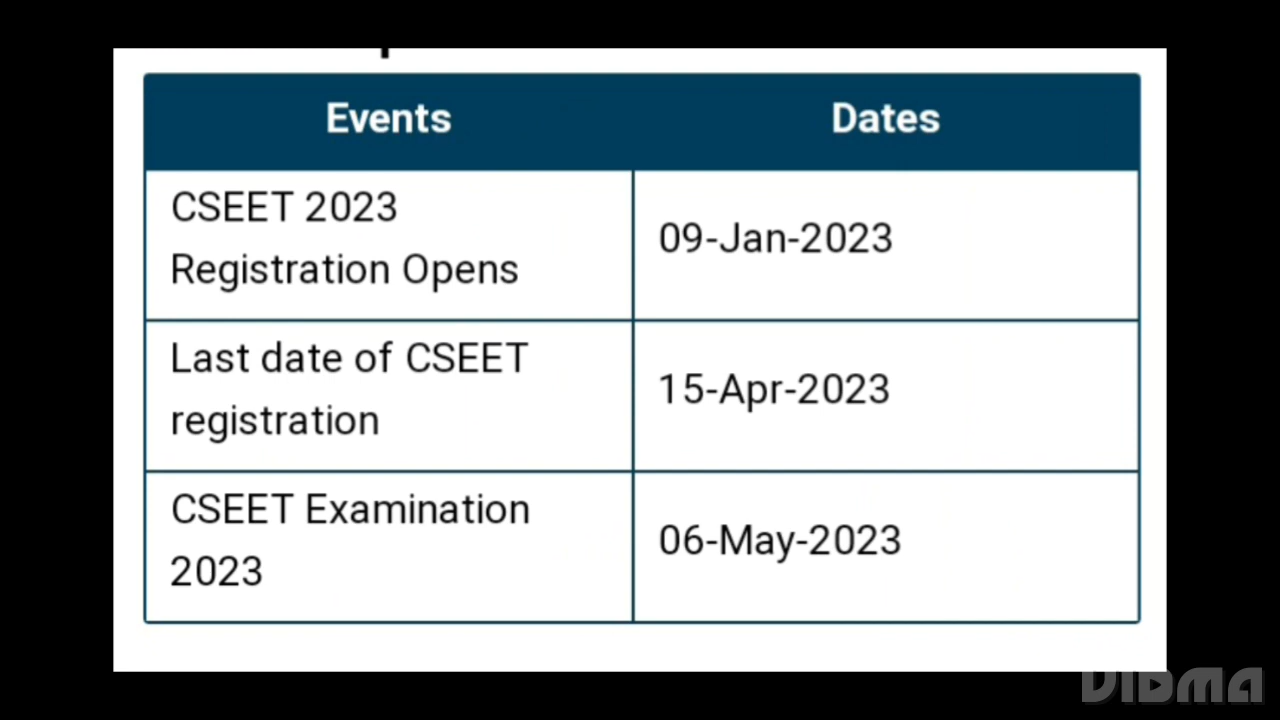 Events
Dates
CSEET 2023
Registration Opens
09-Jan-2023
Last date of CSEET
registration
15-Apr-2023
CSEET Examination
2023
06-May-2023